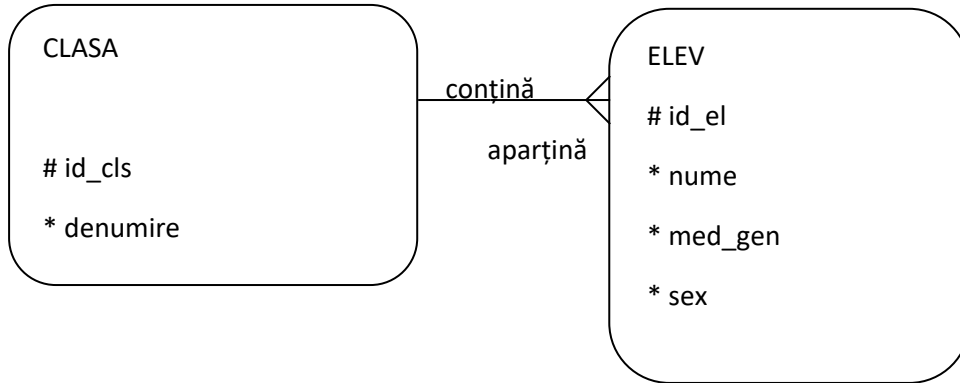 CLASA
# id_cls
* denumire
conțină
aparțină
ELEV
# id_el
* nume
* med_gen
* sex